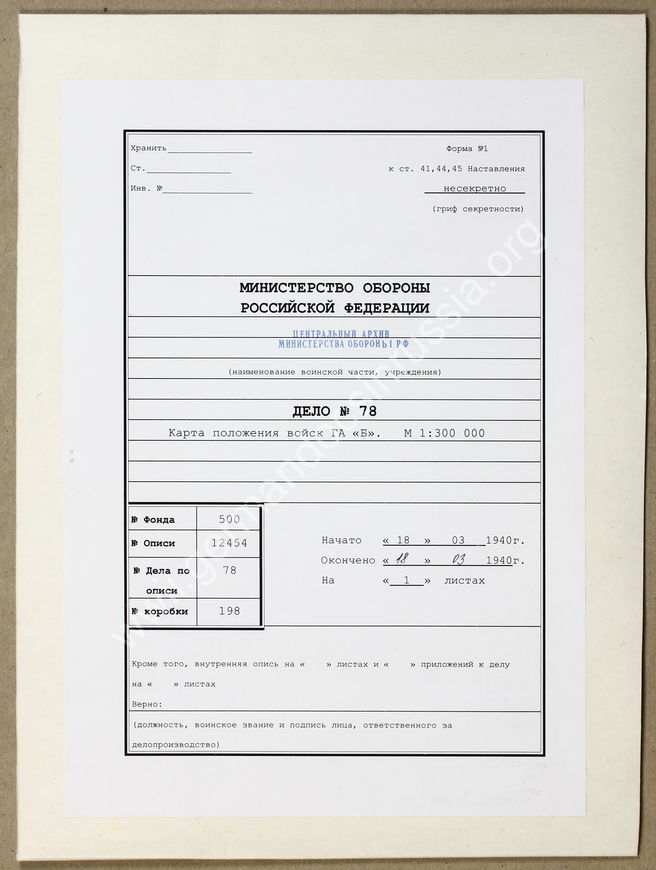 Хранить
Форма №1
Ст.
к ст. 41,44,45 Наставления
Инв. №
несекретно
(гриф секретности)
МИНИСТЕРСТВО ОБОРОНЫ
РОССИЙСКОЙ ФЕДЕРАЦИИ
ЦЕНТРАЛЬНЫЙ АРХИВ
МИНИСТЕРСТВА ОБОРОНЫ РФ
(наименование воинской части, учреждения)
ДЕЛО № 78
Карта положения войск ГА «Б». М 1:300 000
№ Фонда 500
№ Описи 12454
№ Дела по описи 78
№ коробки 198
Начато « 18 » 03 1940г.
Окончено « 18 » 03 1940г.
На « 1 » листах
Кроме того, внутренняя опись на « » листах и « » приложений к делу
на « » листах
Верно:
(должность, воинское звание и подпись лица, ответственного за
делопроизводство)
www.germandocsinrussia.org